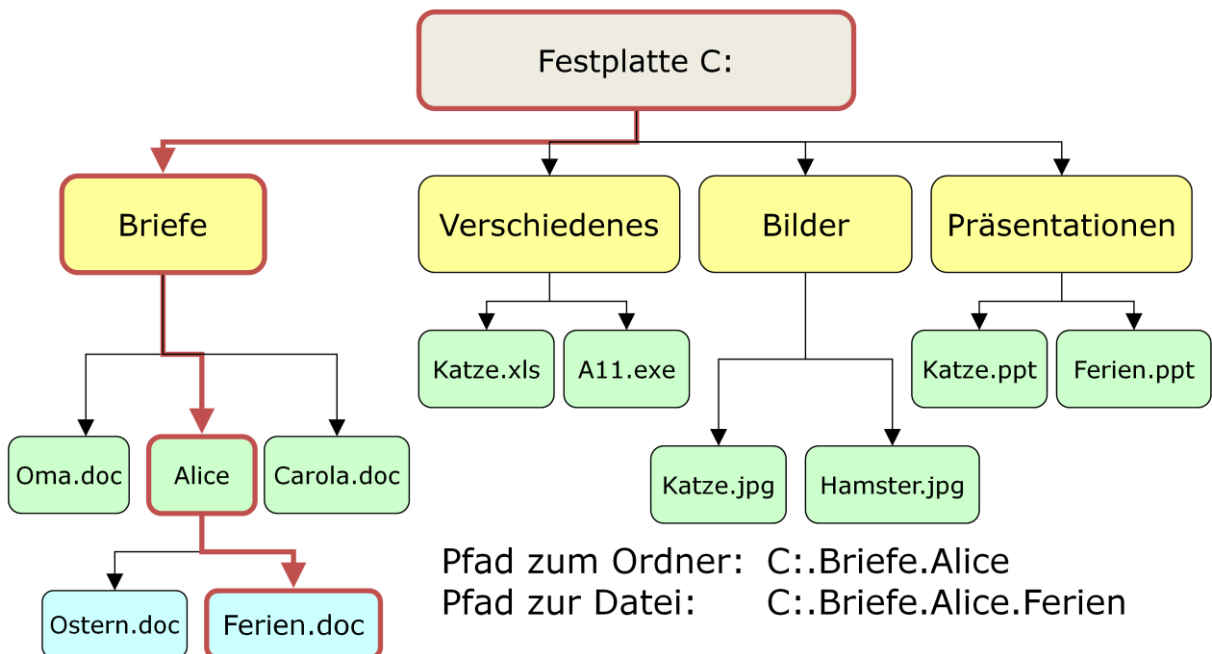 Festplatte C:
Briefe
Verschiedenes
Bilder
Präsentationen
Katze.xls
A11.exe
Katze.ppt
Ferien.ppt
Oma.doc
Alice
Carola.doc
Katze.jpg
Hamster.jpg
Pfad zum Ordner: C:.Briefe.Alice
Pfad zur Datei: C:.Briefe.Alice.Ferien
Ostern.doc
Ferien.doc